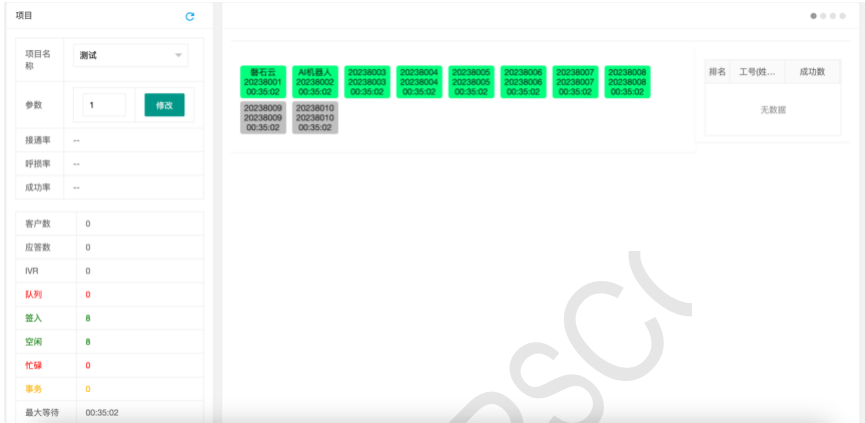 项目
项目名称 测试
参数 1 修改
接通率 --
呼损率 --
成功率 --
客户数 0
应答数 0
IVR 0
队列 0
签入 8
空闲 8
忙碌 0
事务 0
最大等待 00:35:02
磐石云 AI机器人 20238003 20238004 20238005 20238006 20238007 20238008
20238001 20238002 20238003 20238004 20238005 20238006 20238007 20238008
00:35:02 00:35:02 00:35:02 00:35:02 00:35:02 00:35:02 00:35:02 00:35:02
20238009 20238010
20238009 20238010
00:35:02 00:35:02
排名 工号(姓... 成功数
无数据